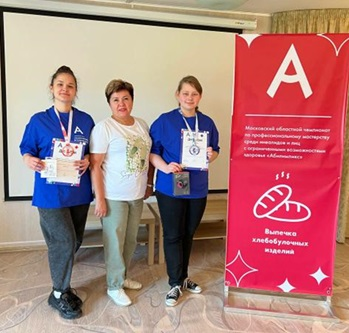 А
Московский областной чемпионат
по профессиональному мастерству
среди инвалидов и лиц
с ограниченными возможностями
здоровья «Абилимпикс»
Выпечка
хлебобулочных
изделий